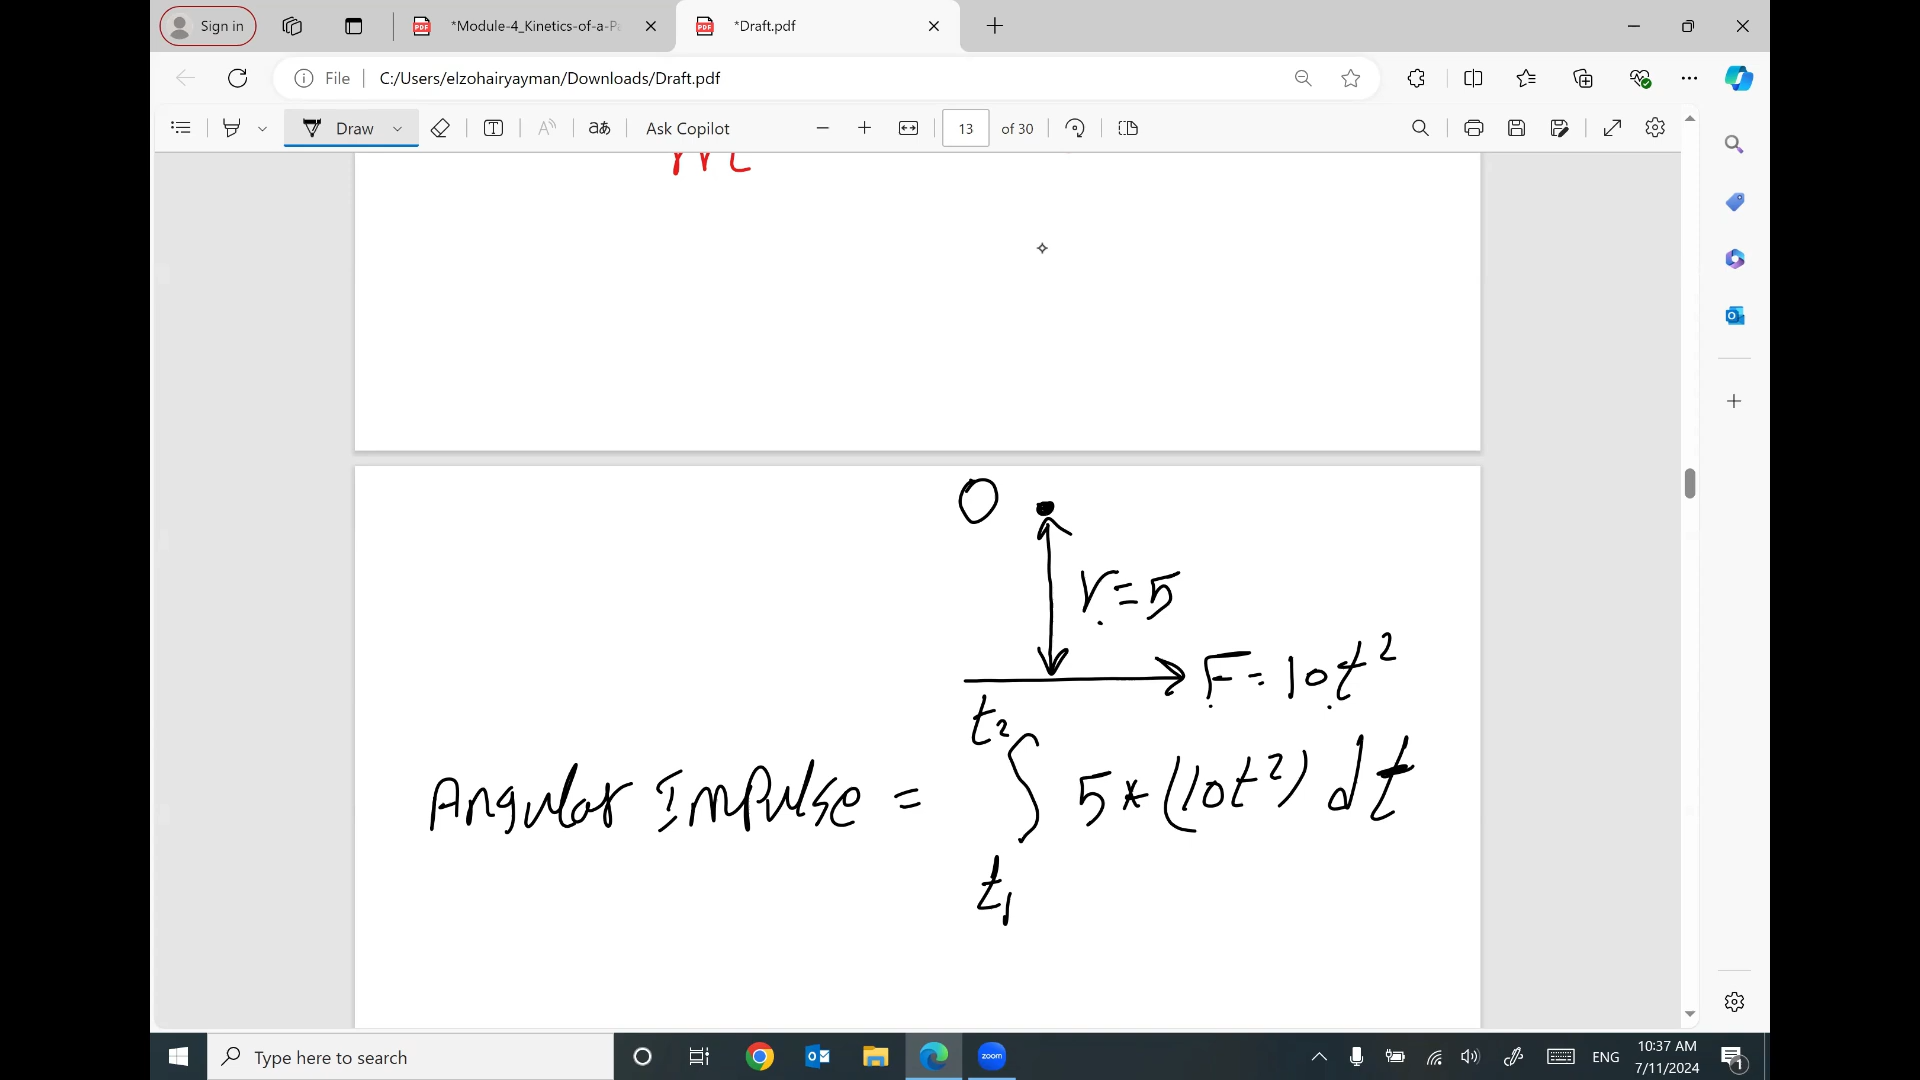 Sign in
*Module-4_Kinetics-of-a-P
*Draft.pdf
File
C:/Users/elzohairyayman/Downloads/Draft.pdf
Draw
Ask Copilot
13 of 30
O
r=5
F=10t²
Angular Impulse = ∫ t₁ t₂ 5*(10t²) dt
Type here to search
zoom
ENG
10:37 AM
7/11/2024
1